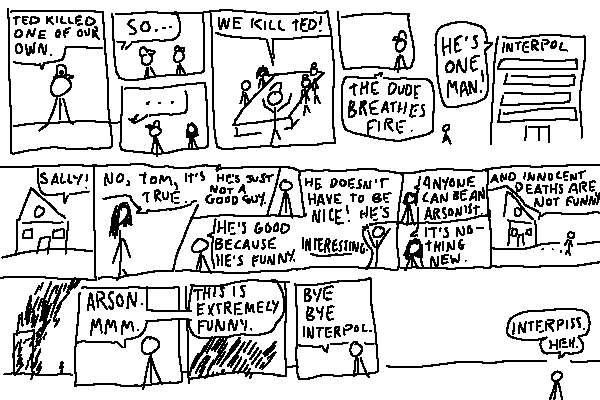 TED KILLED
ONE OF OUR
OWN.
SO...
...
WE KILL TED!
THE DUDE
BREATHES
FIRE.
HE'S
ONE
MAN!
INTERPOL
SALLY!
NO, TOM, IT'S
TRUE.
HE'S JUST
NOT A
GOOD GUY.
HE'S GOOD
BECAUSE
HE'S FUNNY.
HE DOESN'T
HAVE TO BE
NICE! HE'S
INTERESTING
ANYONE
CAN BE AN
ARSONIST.
IT'S NO-
THING
NEW.
AND INNOCENT
DEATHS ARE
NOT FUNNY
ARSON.
MMM.
THIS IS
EXTREMELY
FUNNY.
BYE
BYE
INTERPOL.
INTERPISS.
HEH.